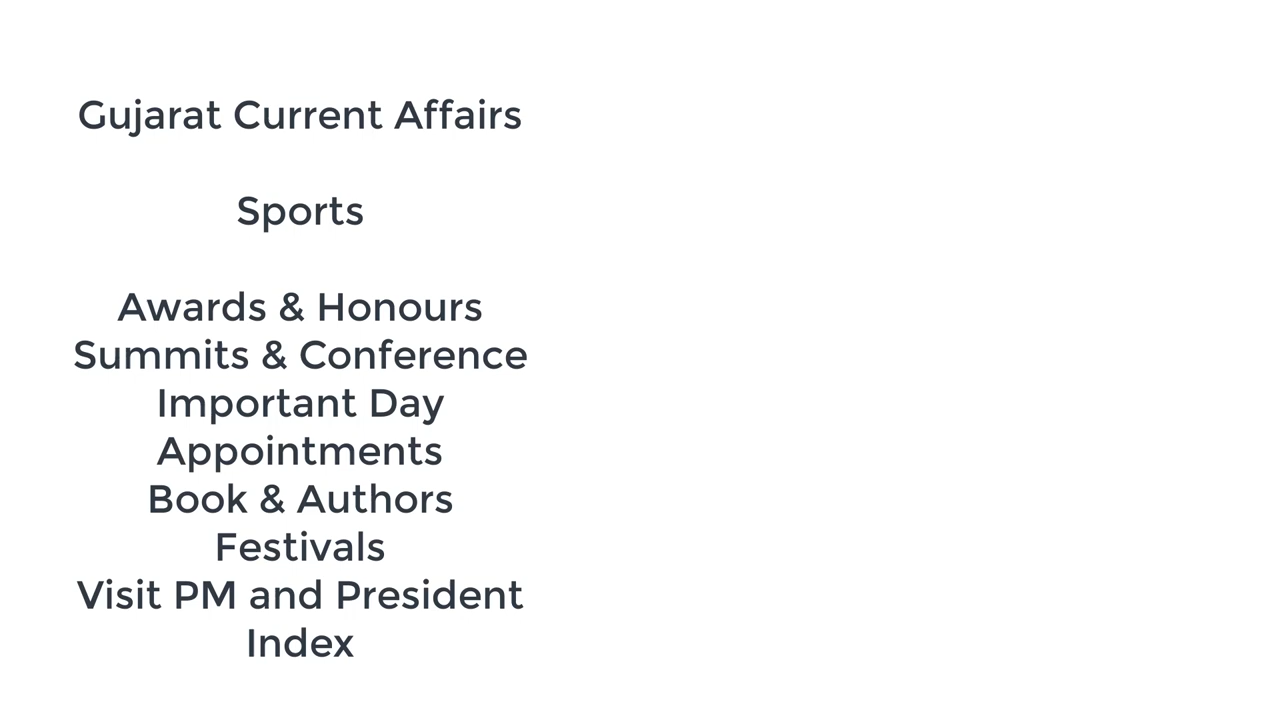 Gujarat Current Affairs
Sports
Awards & Honours
Summits & Conference
Important Day
Appointments
Book & Authors
Festivals
Visit PM and President
Index